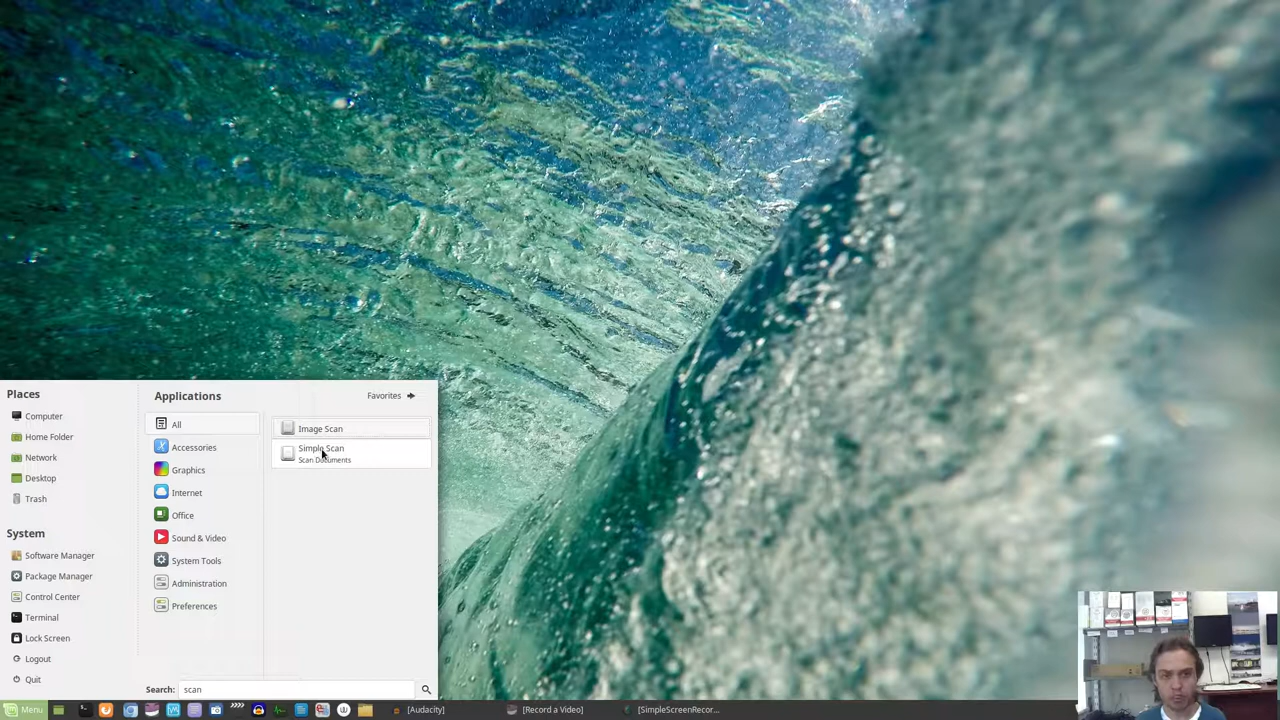 Places
Computer
Home Folder
Network
Desktop
Trash
System
Software Manager
Package Manager
Control Center
Terminal
Lock Screen
Logout
Quit
Applications
Favorites
All
Accessories
Graphics
Internet
Office
Sound & Video
System Tools
Administration
Preferences
Image Scan
Simple Scan
Scan Documents
Search: scan
Menu
[Audacity]
[Record a Video]
[SimpleScreenRecor...